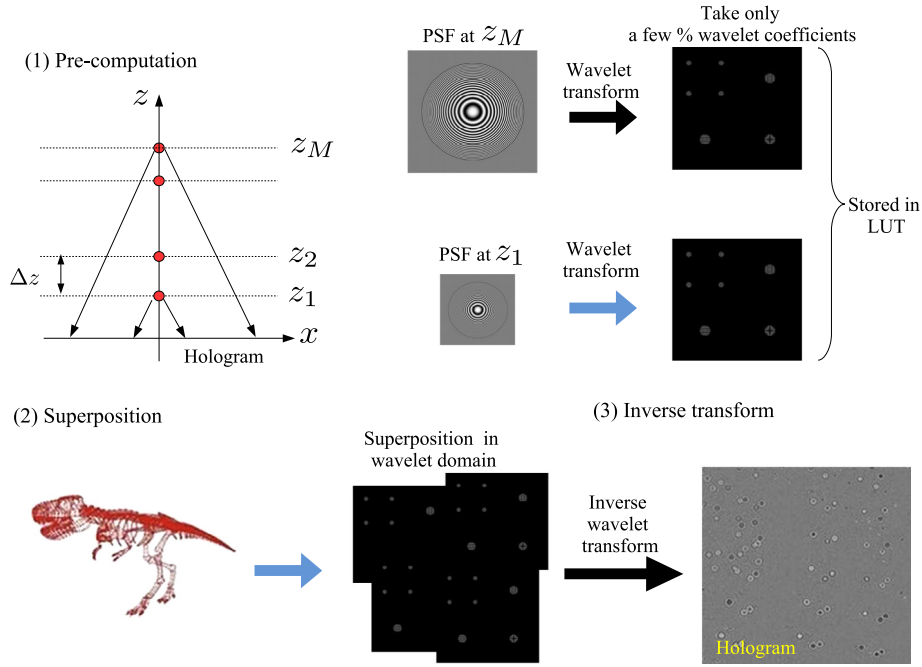 (1) Pre-computation
z
z_M
z_2
Δz
z_1
x
Hologram
PSF at z_M
Wavelet
transform
Take only
a few % wavelet coefficients
PSF at z_1
Wavelet
transform
Stored in
LUT
(2) Superposition
Superposition in
wavelet domain
(3) Inverse transform
Inverse
wavelet
transform
Hologram